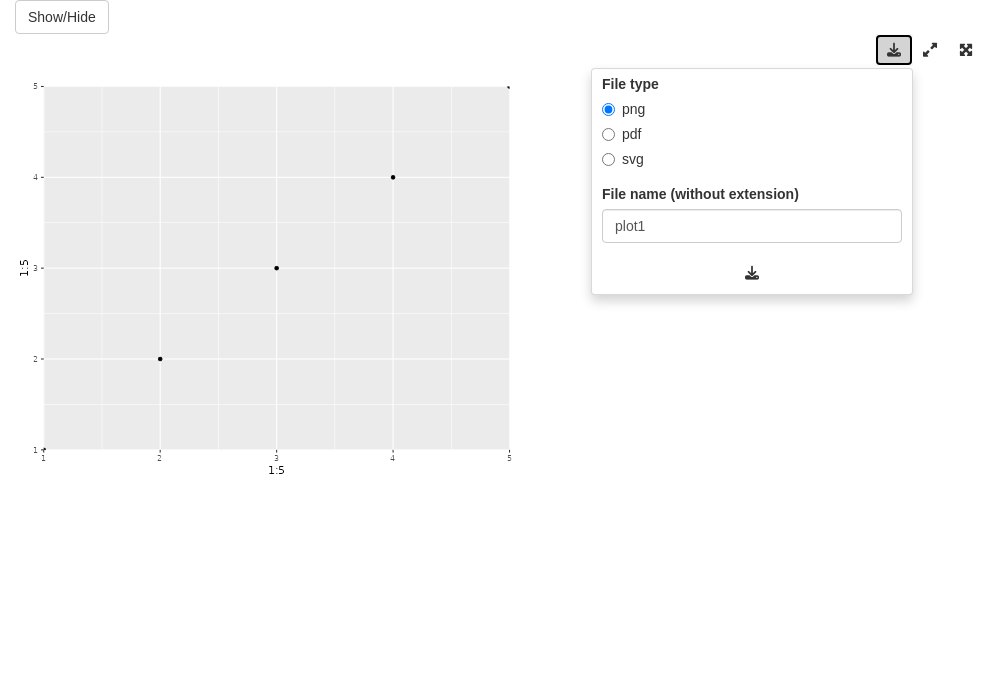 Show/Hide
File type
png
pdf
svg
File name (without extension)
plot1
5
4
3
2
1
1:5
1 2 3 4 5
1:5